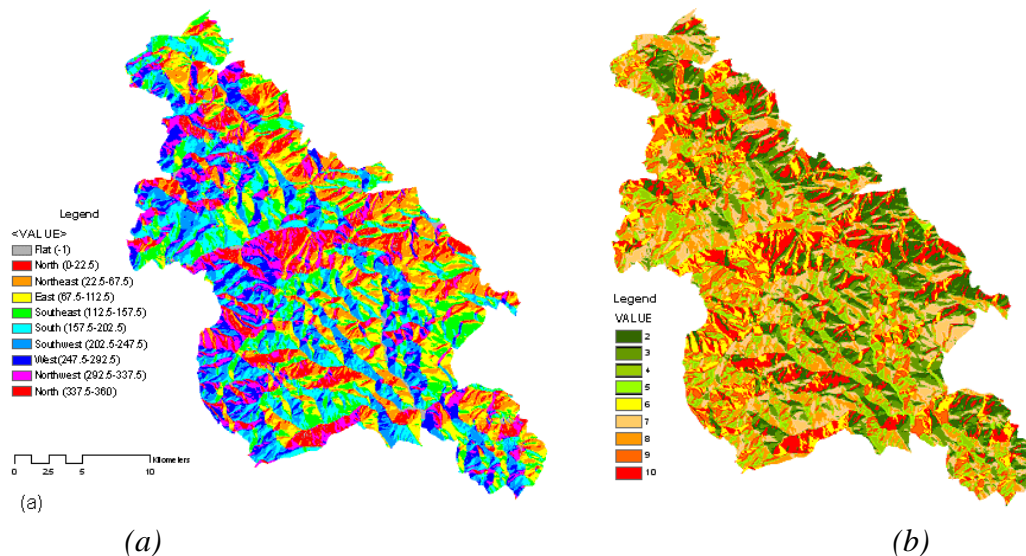 Legend
<VALUE>
Flat (-1)
North (0-22.5)
Northeast (22.5-67.5)
East (67.5-112.5)
Southeast (112.5-157.5)
South (157.5-202.5)
Southwest (202.5-247.5)
West(247.5-292.5)
Northwest (292.5-337.5)
North (337.5-360)
Kilometers
0 2.5 5 10
(a)
Legend
VALUE
2
3
4
5
6
7
8
9
10
(a) (b)